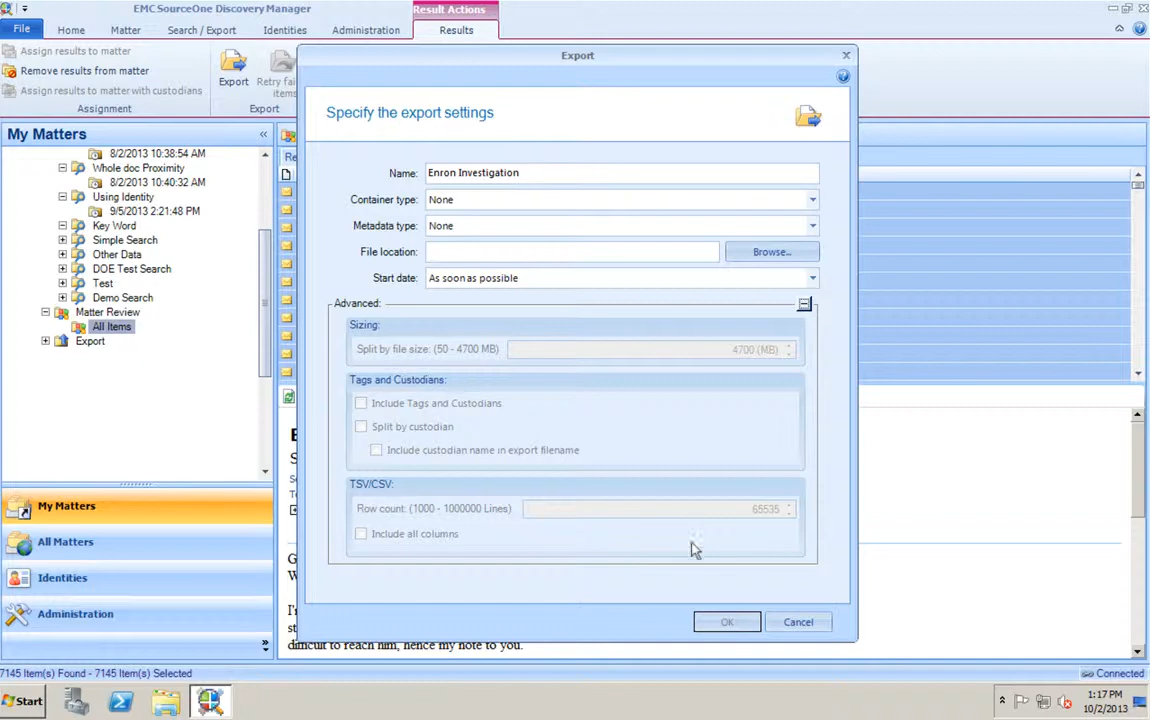 EMC SourceOne Discovery Manager
Result Actions
File
Home
Matter
Search / Export
Identities
Administration
Results
Assign results to matter
Remove results from matter
Assign results to matter with custodians
Assignment
Export
Retry fai
items
Export
Export
Specify the export settings
Name: Enron Investigation
Container type: None
Metadata type: None
File location:
Browse...
Start date: As soon as possible
Advanced:
Sizing:
Split by file size: (50 - 4700 MB)
4700 (MB)
Tags and Custodians:
Include Tags and Custodians
Split by custodian
Include custodian name in export filename
TSV/CSV:
Row count: (1000 - 1000000 Lines)
65535
Include all columns
OK
Cancel
My Matters
«
8/2/2013 10:38:54 AM
Whole doc Proximity
8/2/2013 10:40:32 AM
Using Identity
9/5/2013 2:21:48 PM
Key Word
Simple Search
Other Data
DOE Test Search
Test
Demo Search
Matter Review
All Items
Export
My Matters
All Matters
Identities
Administration
»
Re
difficult to reach him, hence my note to you.
7145 Item(s) Found - 7145 Item(s) Selected
Connected
Start
1:17 PM
10/2/2013